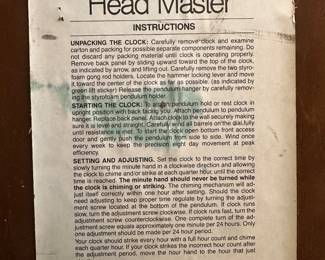 Head Master
INSTRUCTIONS
UNPACKING THE CLOCK: Carefully remove clock and examine
carton and packing for possible separate components remaining. Do
not discard any packing material until clock is operating properly.
Remove back panel by sliding upward toward the top of the clock,
as indicated by arrow, and lifting out. Carefully remove the two styro-
foam gong rod holders. Locate the hammer locking lever and move
it toward the center of the clock as far as possible. (as indicated by
green lift sticker) Release the pendulum hanger by carefully remov-
ing the styrofoam pendulum holder.
STARTING THE CLOCK: To attach pendulum hold or rest clock in
upright position with back facing you. Attach pendulum to pendulum
hanger. Replace back panel. Attach clock to the wall securely making
sure it is level and straight. Carefully wind all barrels on the dial, until
until resistance is met. To start the clock open bottom front access
door and gently push the pendulum from side to side. Wind once
every week to keep the precision eight day movement at peak
efficiency.
SETTING AND ADJUSTING. Set the clock to the correct time by
slowly turning the minute hand in a clockwise direction and allowing
the clock to chime and/or strike at each quarter hour until the correct
time is reached. The minute hand should never be turned while
the clock is chiming or striking. The chiming mechanism will ad-
just itself correctly within one hour after setting. Should the clock
need adjusting to keep proper time regulate by turning the adjust-
ment screw located at the bottom of the pendulum. If clock runs
slow, turn the adjustment screw clockwise. If clock runs fast, turn the
adjustment screw counterclockwise. One complete turn of the ad-
justment screw equals approximately one minute per 24 hours. Only
one adjustment should be made per 24 hour period.
Your clock should strike every hour with a full hour count and chime
each quarter hour. If your clock strikes the incorrect hour count after
the adjustment period, move the hour hand to the hour that just